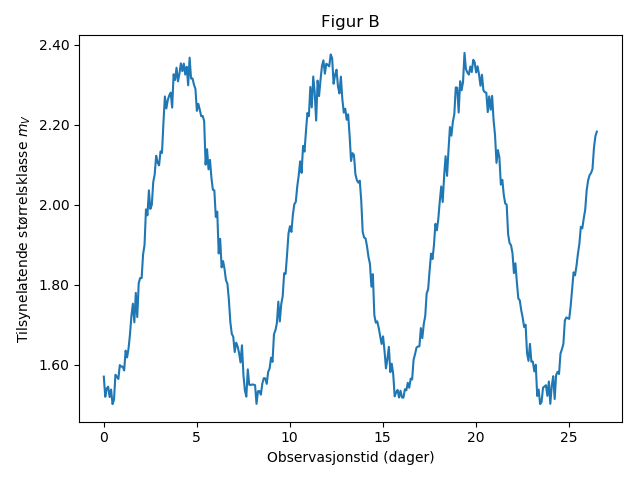 Figur B
Tilsynelatende størrelsklasse $m_V$
2.40
2.20
2.00
1.80
1.60
0 5 10 15 20 25
Observasjonstid (dager)